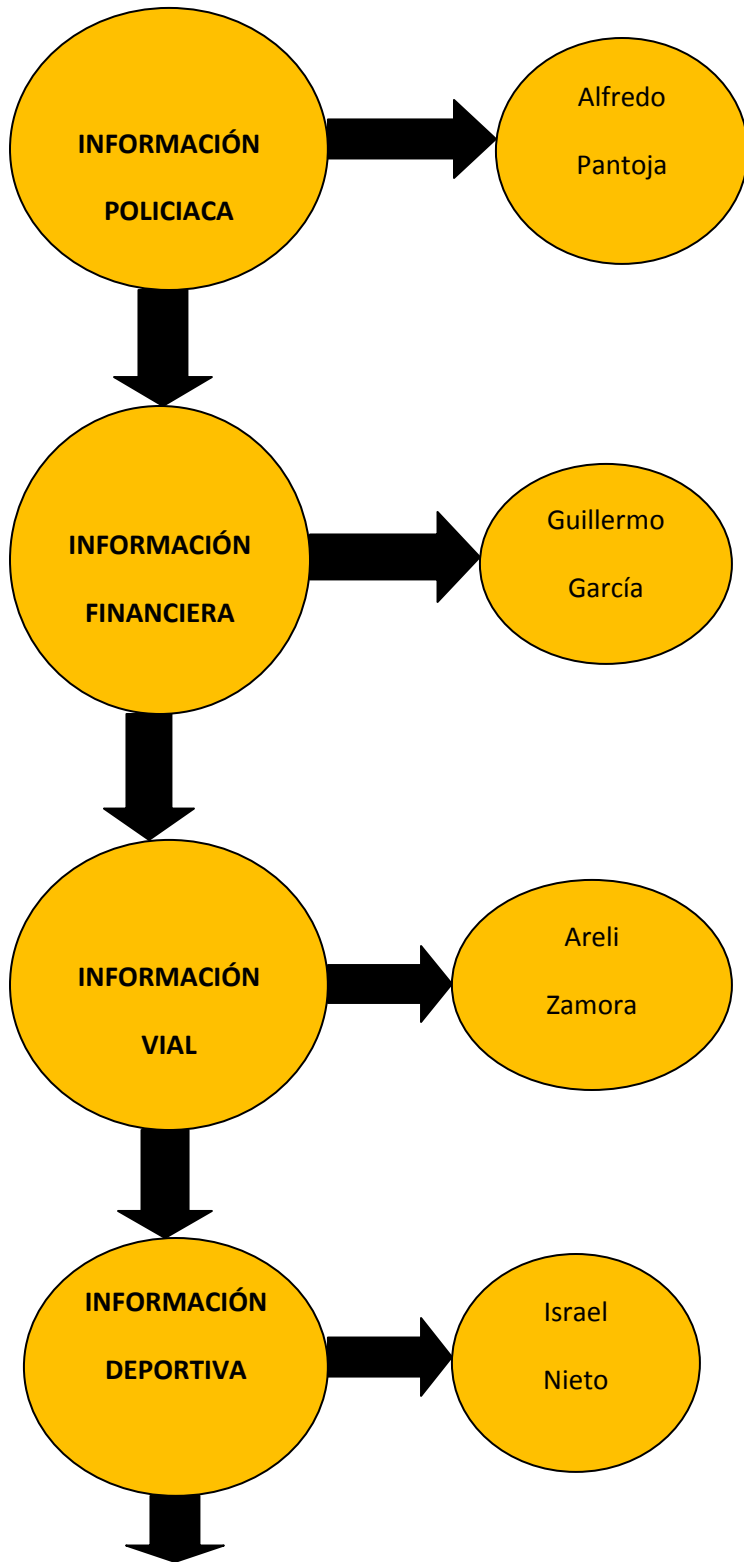 INFORMACIÓN
POLICIACA
Alfredo
Pantoja
INFORMACIÓN
FINANCIERA
Guillermo
García
INFORMACIÓN
VIAL
Areli
Zamora
INFORMACIÓN
DEPORTIVA
Israel
Nieto